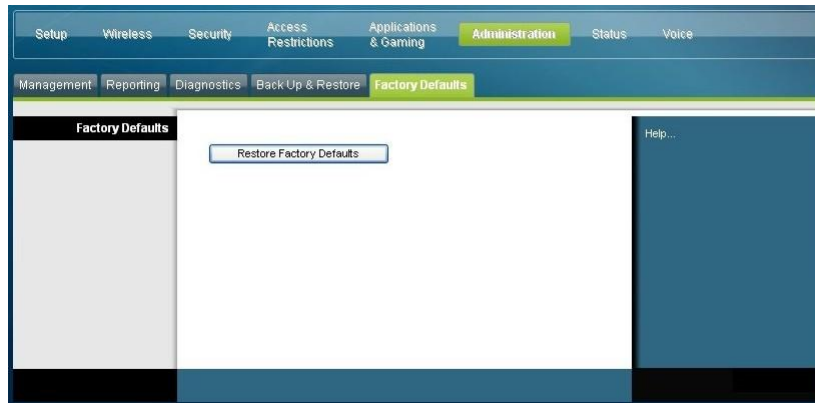 Setup Wireless Security Access Restrictions Applications & Gaming Administration Status Voice
Management Reporting Diagnostics Back Up & Restore Factory Defaults
Factory Defaults
Restore Factory Defaults
Help...